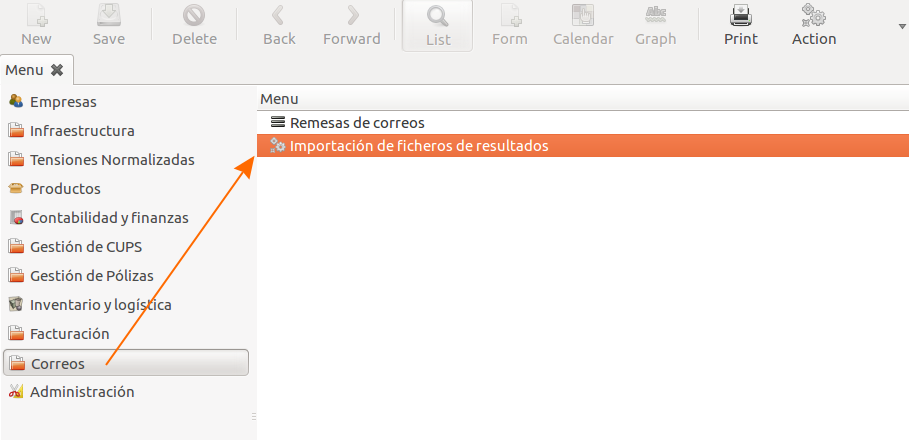 New Save Delete Back Forward List Form Calendar Graph Print Action
Menu
Empresas
Infraestructura
Tensiones Normalizadas
Productos
Contabilidad y finanzas
Gestión de CUPS
Gestión de Pólizas
Inventario y logística
Facturación
Correos
Administración
Menu
Remesas de correos
Importación de ficheros de resultados